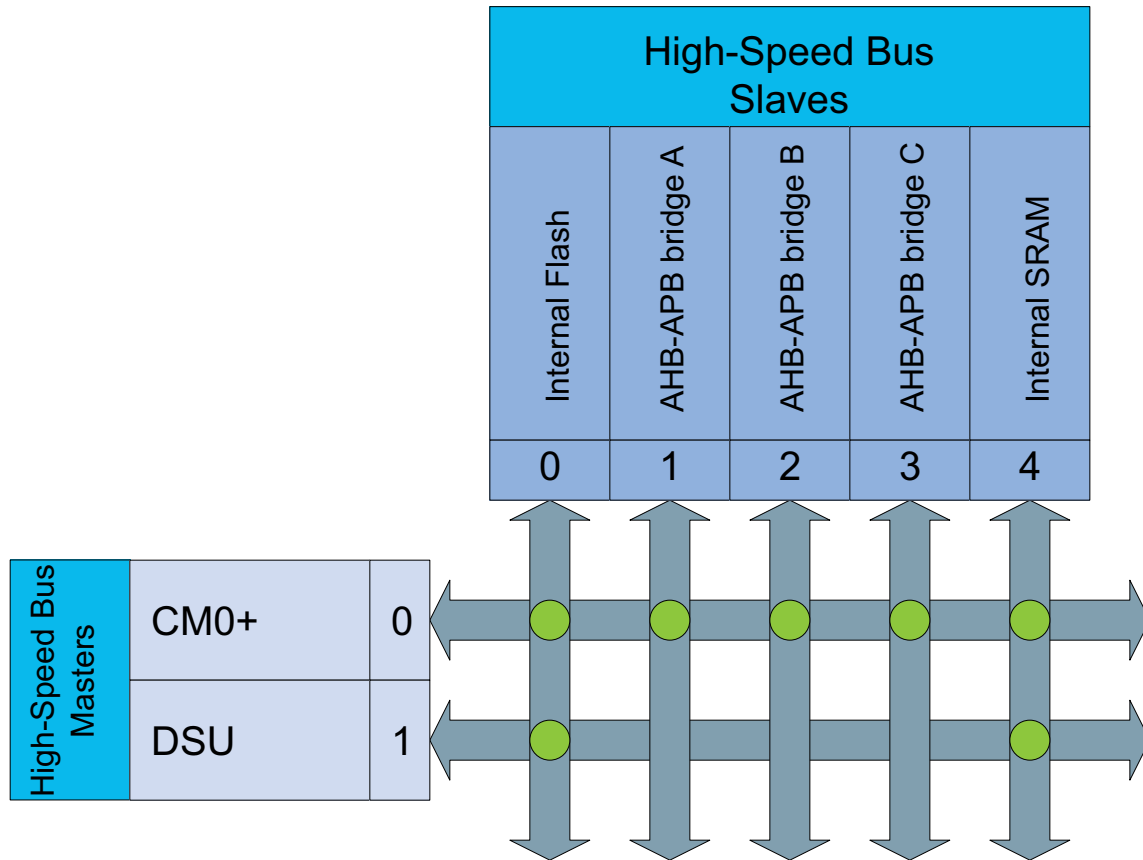 High-Speed Bus
Slaves
Internal Flash
AHB-APB bridge A
AHB-APB bridge B
AHB-APB bridge C
Internal SRAM
0
1
2
3
4
High-Speed Bus
Masters
CM0+
0
DSU
1